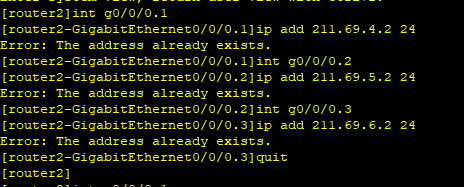 [router2]int g0/0/0.1
[router2-GigabitEthernet0/0/0.1]ip add 211.69.4.2 24
Error: The address already exists.
[router2-GigabitEthernet0/0/0.1]int g0/0/0.2
[router2-GigabitEthernet0/0/0.2]ip add 211.69.5.2 24
Error: The address already exists.
[router2-GigabitEthernet0/0/0.2]int g0/0/0.3
[router2-GigabitEthernet0/0/0.3]ip add 211.69.6.2 24
Error: The address already exists.
[router2-GigabitEthernet0/0/0.3]quit
[router2]